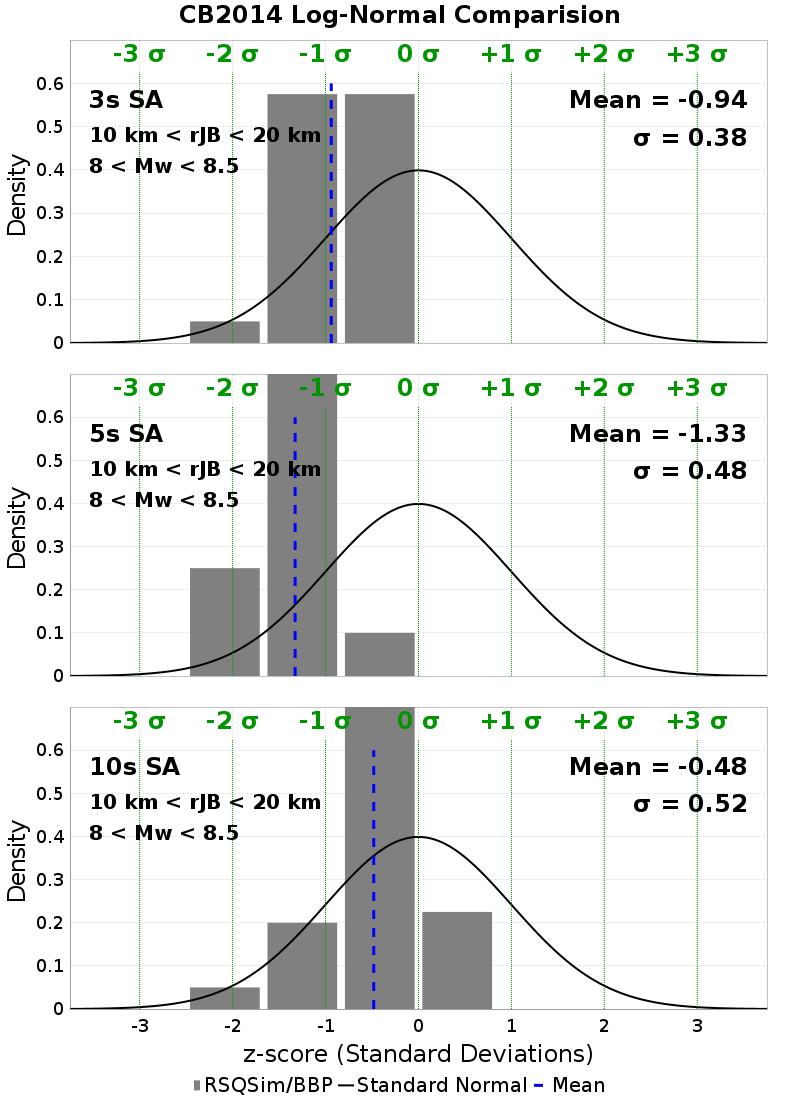 CB2014 Log-Normal Comparision
-3 σ -2 σ -1 σ 0 σ +1 σ +2 σ +3 σ
0.6
3s SA
Mean = -0.94
0.5
10 km < rJB < 20 km
σ = 0.38
8 < Mw < 8.5
0.4
0.3
0.2
0.1
0
Density
-3 σ -2 σ -1 σ 0 σ +1 σ +2 σ +3 σ
0.6
5s SA
Mean = -1.33
0.5
10 km < rJB < 20 km
σ = 0.48
8 < Mw < 8.5
0.4
0.3
0.2
0.1
0
Density
-3 σ -2 σ -1 σ 0 σ +1 σ +2 σ +3 σ
0.6
10s SA
Mean = -0.48
0.5
10 km < rJB < 20 km
σ = 0.52
8 < Mw < 8.5
0.4
0.3
0.2
0.1
0
Density
-3 -2 -1 0 1 2 3
z-score (Standard Deviations)
RSQSim/BBP Standard Normal Mean